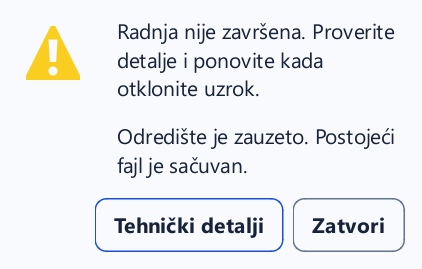 Radnja nije završena. Proverite
detalje i ponovite kada
otklonite uzrok.
Odredište je zauzeto. Postojeći
fajl je sačuvan.
Tehnički detalji
Zatvori